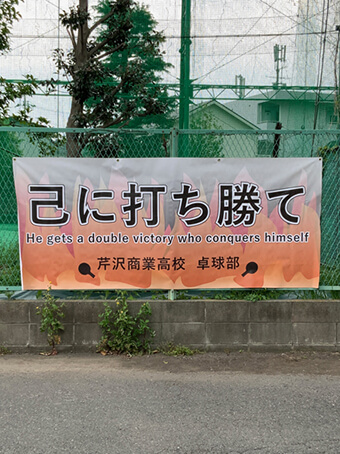 己に打ち勝て
He gets a double victory who conquers himself
芹沢商業高校 卓球部